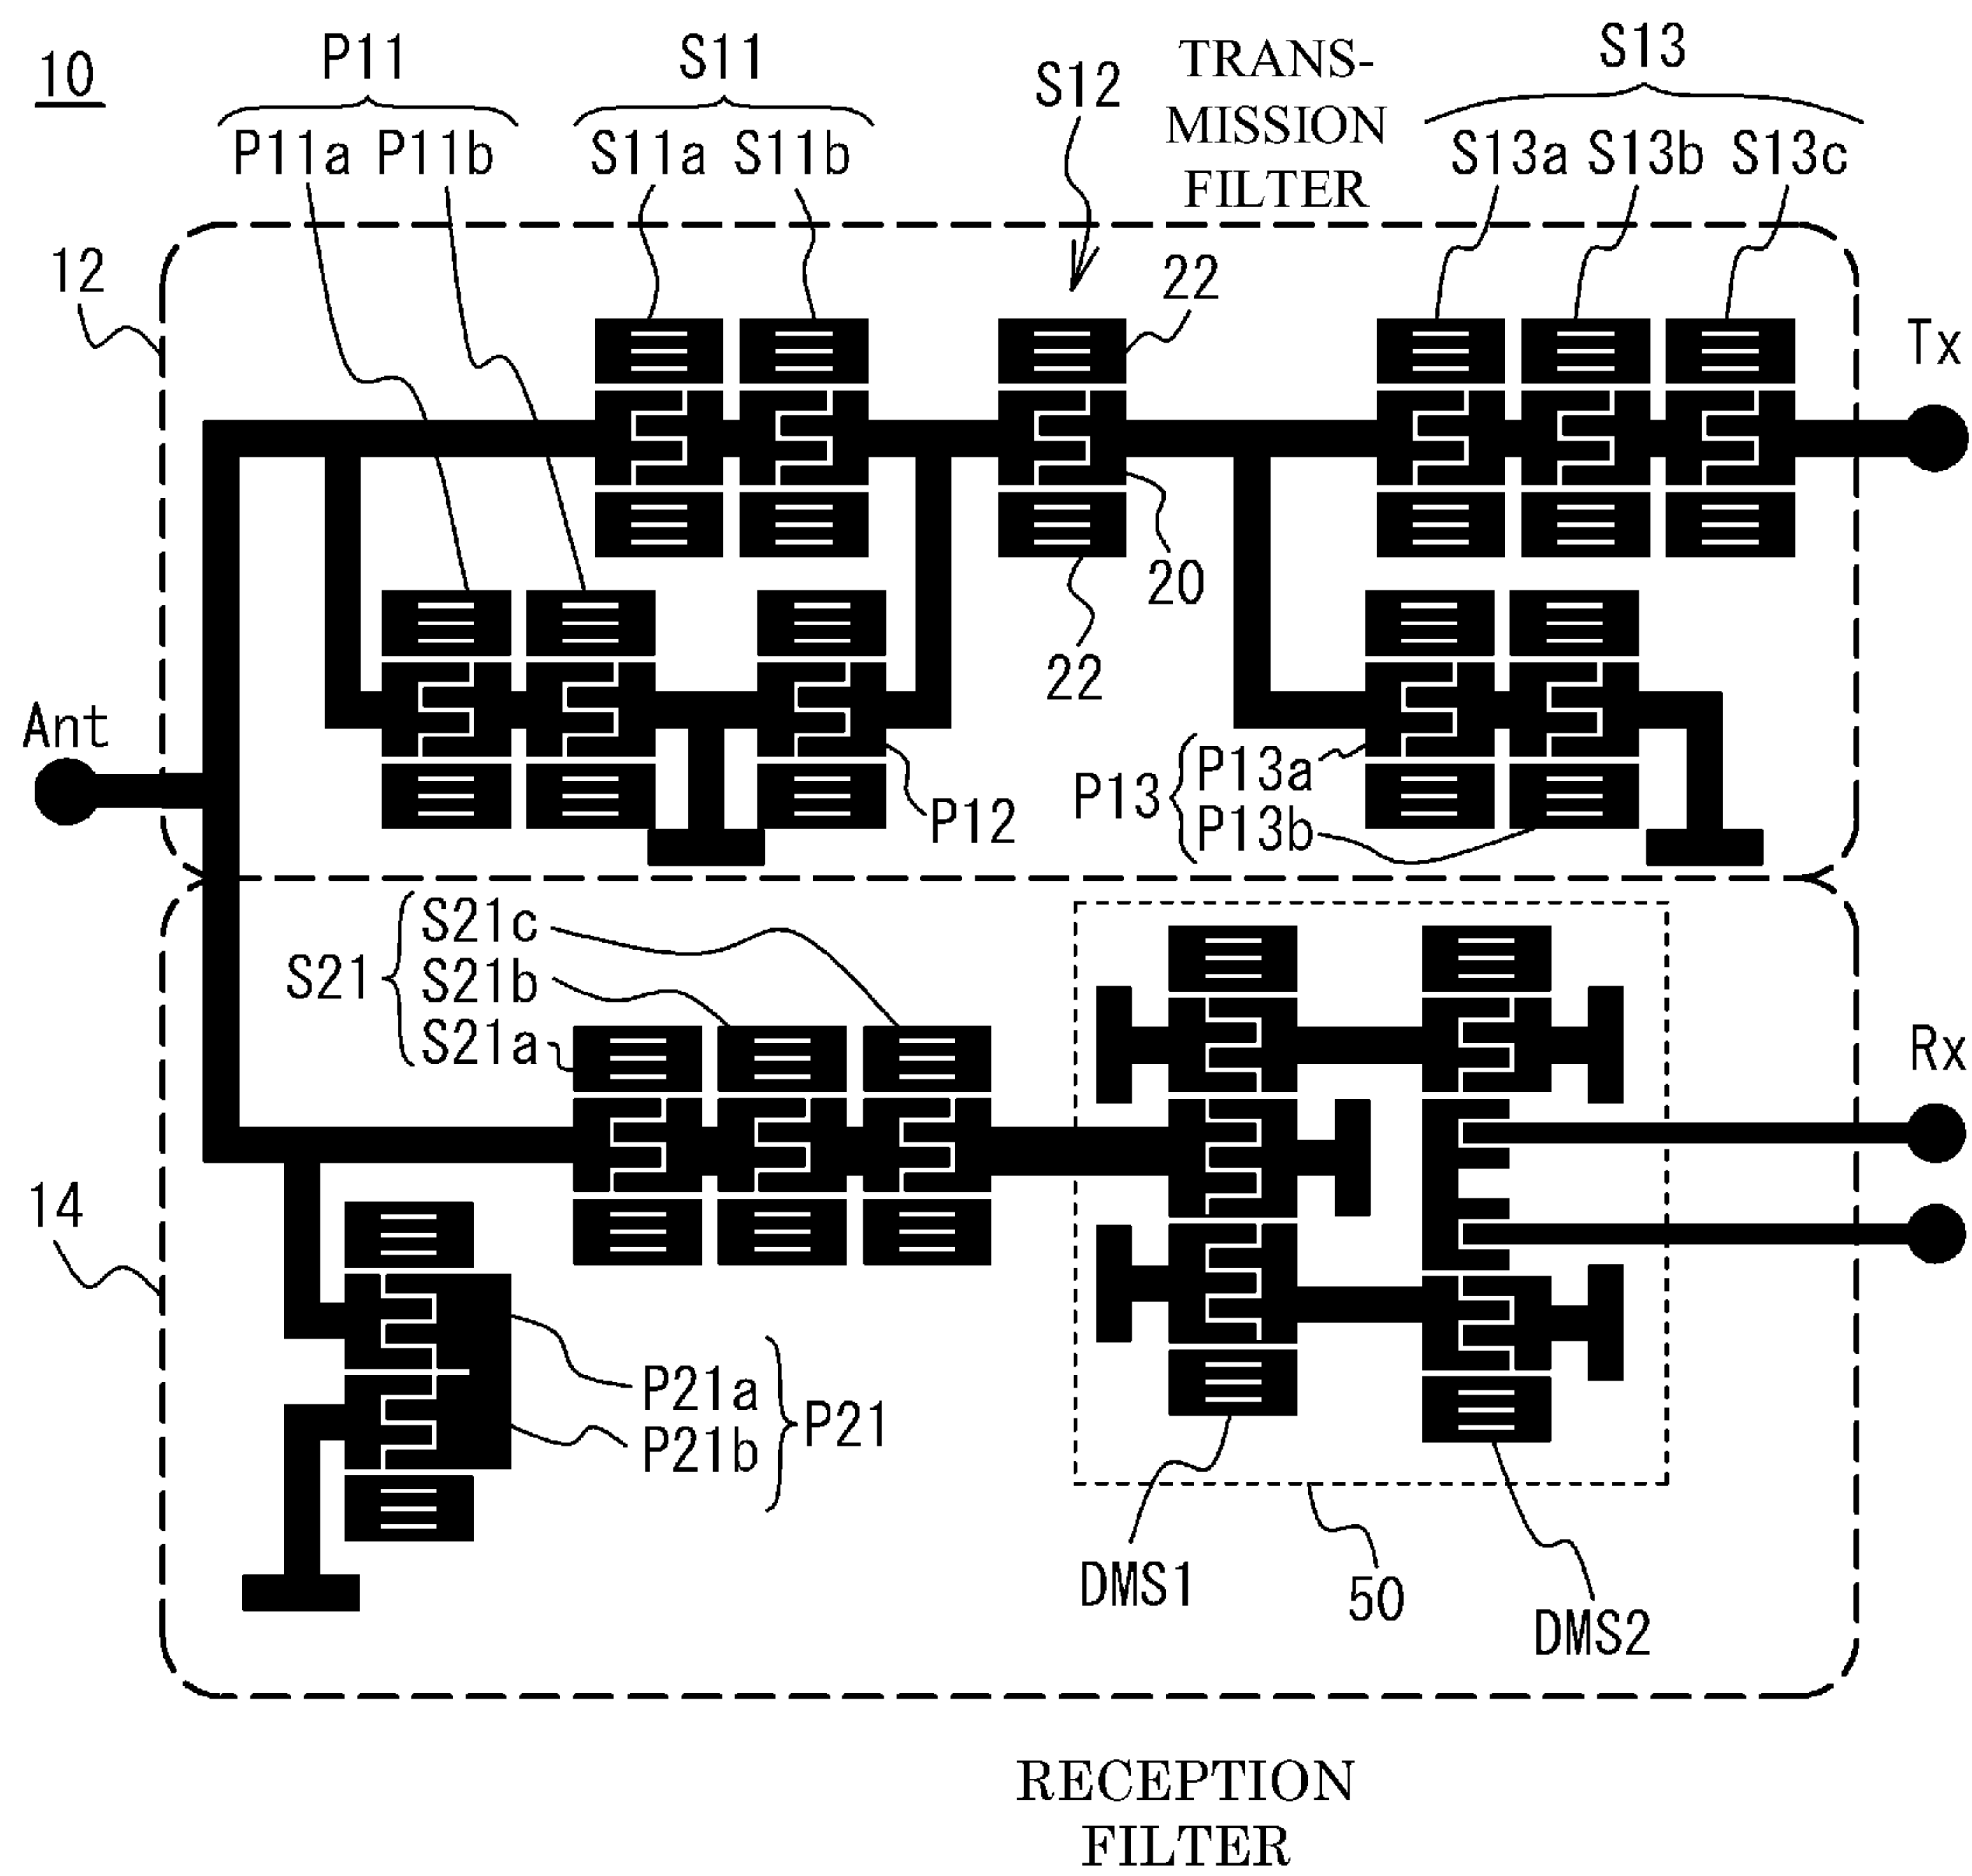 10
P11
S11
S12
TRANS-
MISSION
FILTER
S13
P11a P11b
S11a S11b
S13a S13b S13c
12
22
Tx
20
22
Ant
P12
P13
P13a
P13b
S21
S21c
S21b
S21a
Rx
14
P21a
P21b
P21
DMS1
50
DMS2
RECEPTION
FILTER